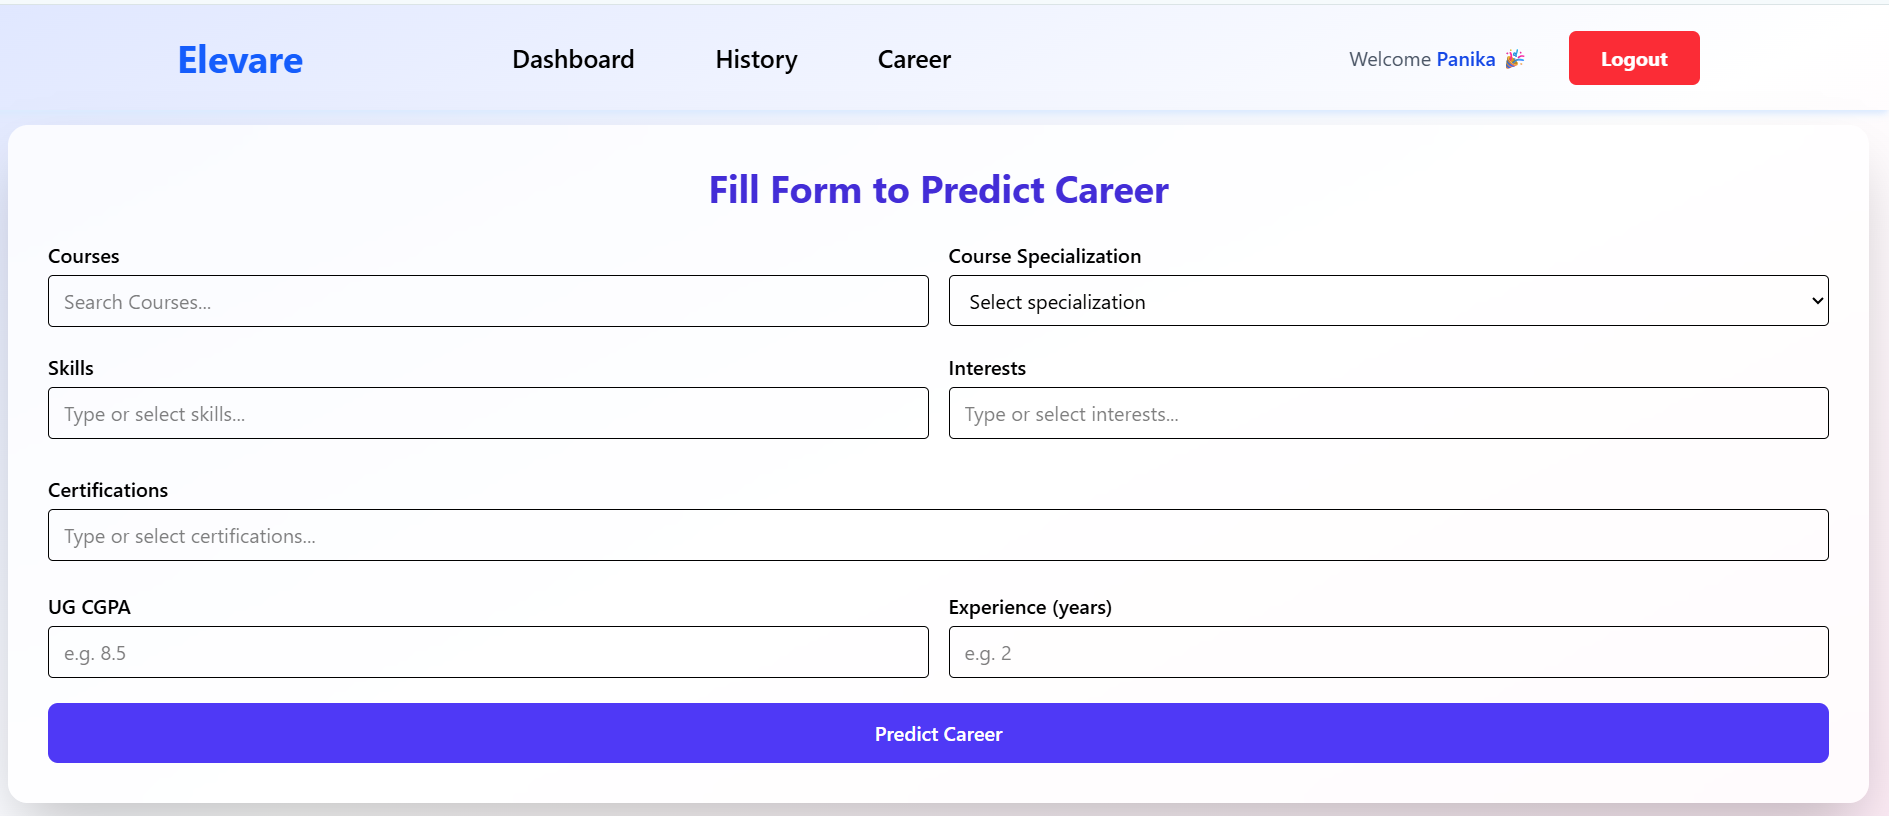 Elevare
Dashboard
History
Career
Welcome Panika 🎉
Logout
Fill Form to Predict Career
Courses
Search Courses...
Course Specialization
Select specialization
Skills
Type or select skills...
Interests
Type or select interests...
Certifications
Type or select certifications...
UG CGPA
e.g. 8.5
Experience (years)
e.g. 2
Predict Career